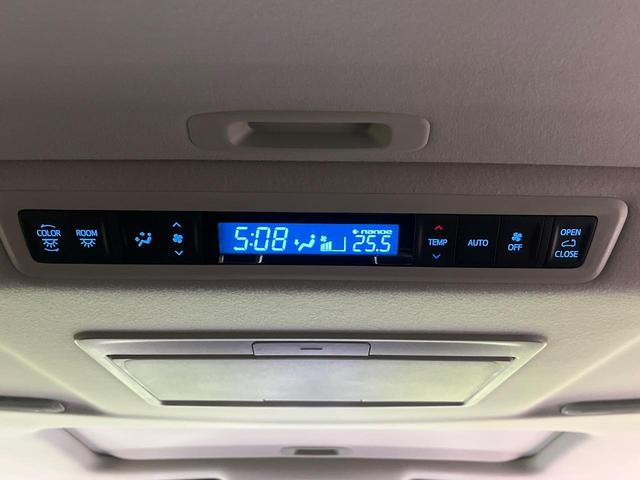 COLOR
ROOM
5:08
nanoe
25.5
TEMP
AUTO
OFF
OPEN
CLOSE